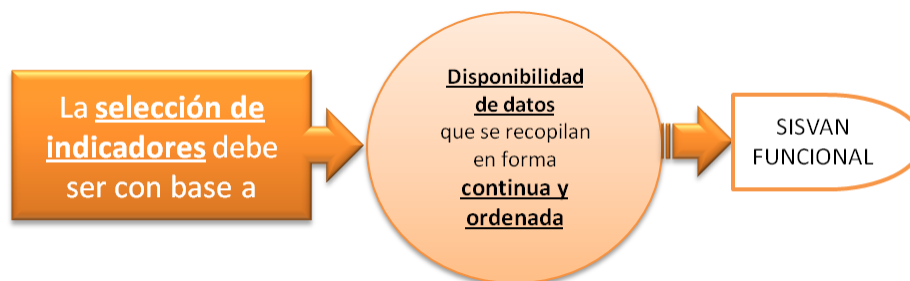 La selección de
indicadores debe
ser con base a
Disponibilidad
de datos
que se recopilan
en forma
continua y
ordenada
SISVAN
FUNCIONAL